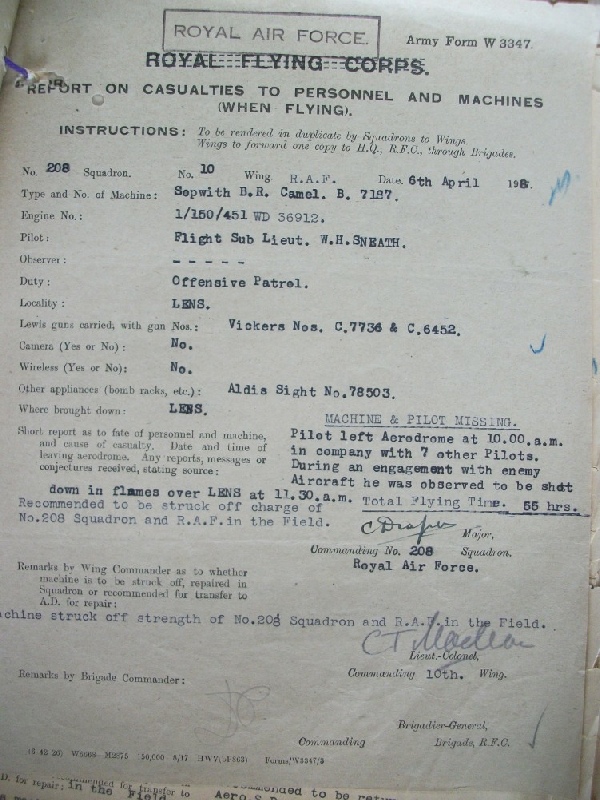 ROYAL AIR FORCE.
Army Form W 3347.
ROYAL FLYING CORPS.
REPORT ON CASUALTIES TO PERSONNEL AND MACHINES
(WHEN FLYING).
INSTRUCTIONS: To be rendered in duplicate by Squadrons to Wings.
Wings to forward one copy to H.Q., R.F.C., through Brigades.
No. 208 Squadron. No. 10 Wing R.A.F. Date 6th April 1918.
Type and No. of Machine: Sopwith B.R. Camel. B. 7187.
Engine No.: 1/150/451 WD 36912.
Pilot: Flight Sub Lieut. W.H.SNEATH.
Observer: - - - - -
Duty: Offensive Patrol.
Locality: LENS.
Lewis guns carried, with gun Nos.: Vickers Nos. C.7736 & C.6452.
Camera (Yes or No): No.
Wireless (Yes or No): No.
Other appliances (bomb racks, etc.): Aldis Sight No.78503.
Where brought down: LENS.
MACHINE & PILOT MISSING.
Short report as to fate of personnel and machine,
and cause of casualty. Date and time of
leaving aerodrome. Any reports, messages or
conjectures received, stating source:
Pilot left Aerodrome at 10.00.a.m.
in company with 7 other Pilots.
During an engagement with enemy
Aircraft he was observed to be shot
down in flames over LENS at 11.30.a.m. Total Flying Time. 55 hrs.
Recommended to be struck off charge of
No.208 Squadron and R.A.F.in the Field.
C Draper Major,
Commanding No. 208 Squadron.
Royal Air Force.
Remarks by Wing Commander as to whether
machine is to be struck off, repaired in
Squadron or recommended for transfer to
A.D. for repair:
achine struck off strength of No.208 Squadron and R.A.F.in the Field.
Lieut.-Colonel,
Commanding 10th. Wing.
Remarks by Brigade Commander:
Brigadier-General,
Commanding Brigade, R.F.C.
D. for repair: in the Field